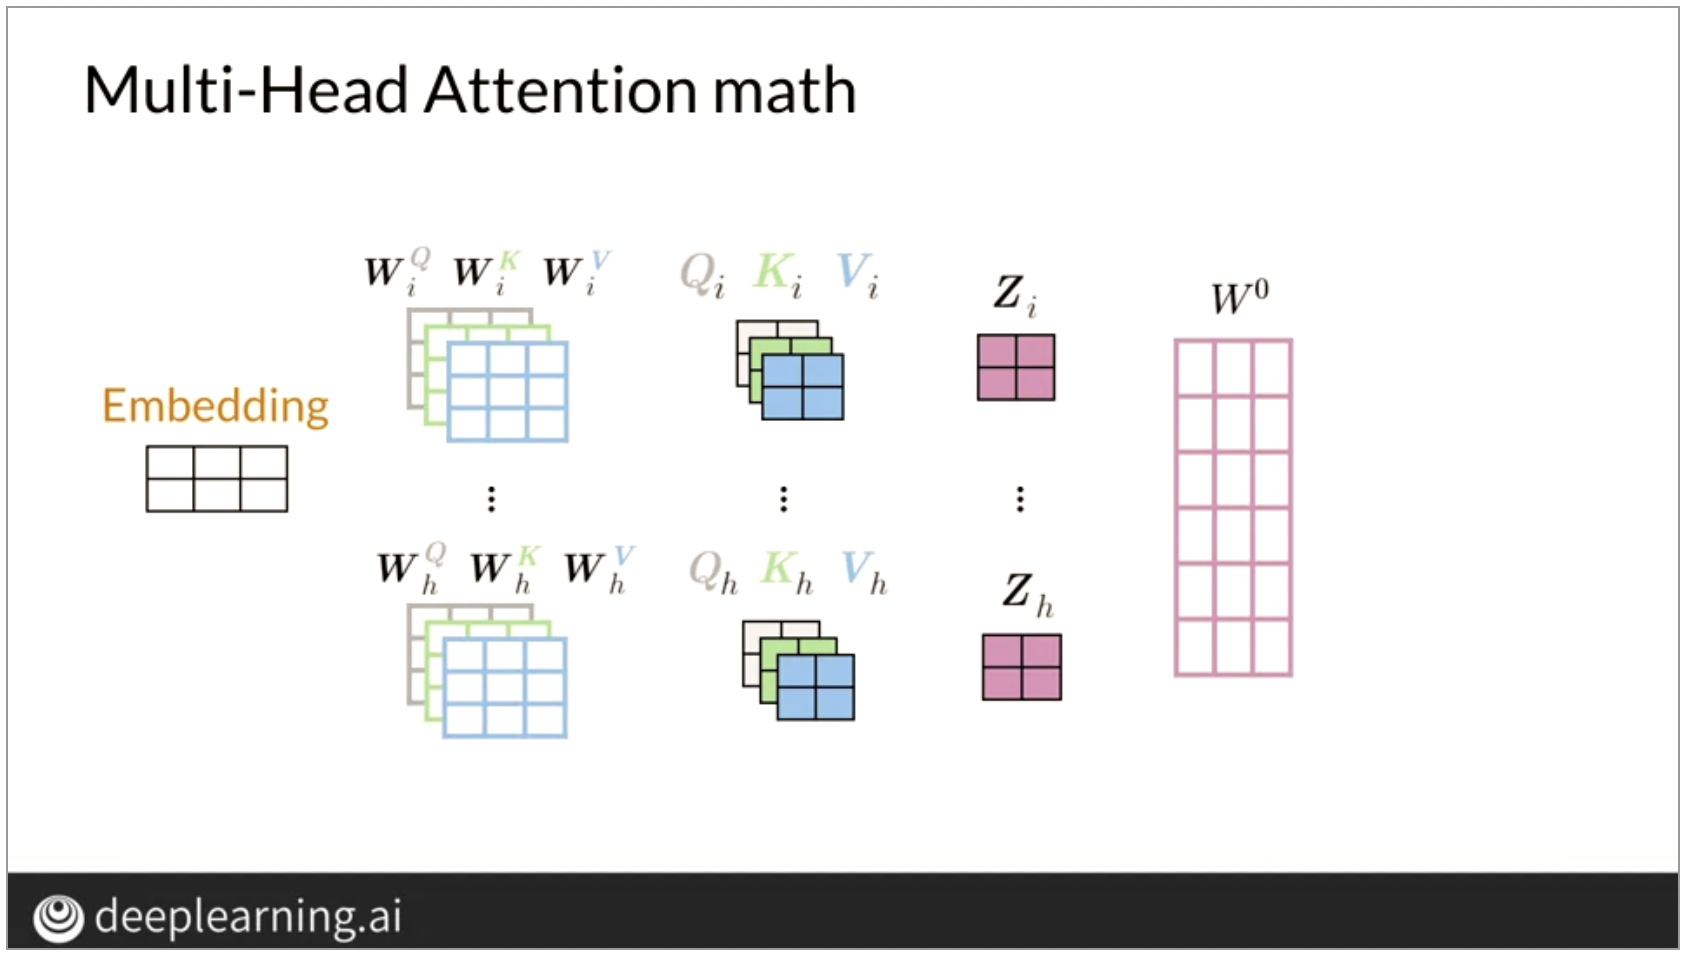 Multi-Head Attention math
W_i^Q W_i^K W_i^V
Q_i K_i V_i
Z_i
W^0
Embedding
⋮ ⋮ ⋮
W_h^Q W_h^K W_h^V
Q_h K_h V_h
Z_h
deeplearning.ai